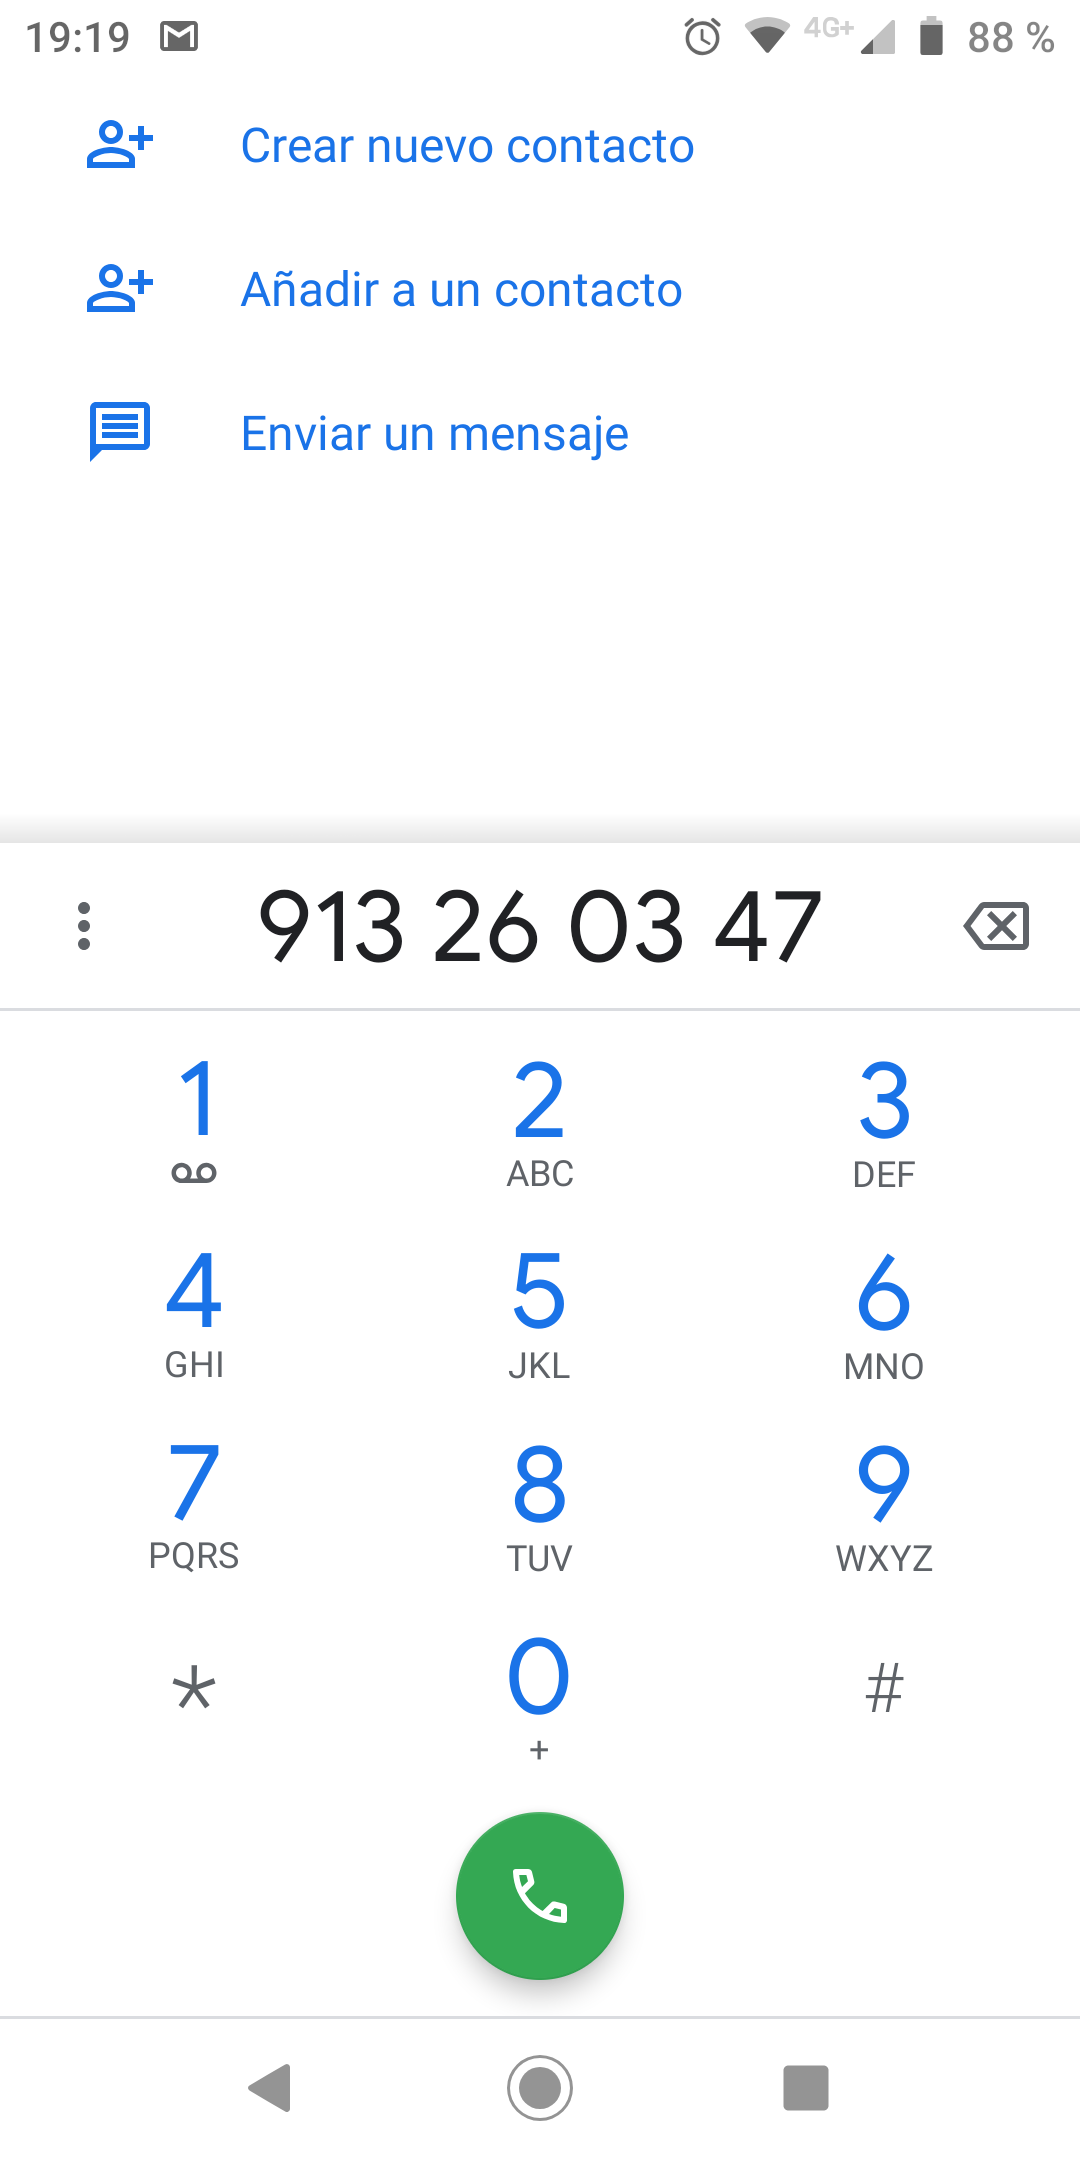 19:19 4G+ 88 %
Crear nuevo contacto
Añadir a un contacto
Enviar un mensaje
913 26 03 47
1 2 3
ABC DEF
4 5 6
GHI JKL MNO
7 8 9
PQRS TUV WXYZ
* 0 #
+